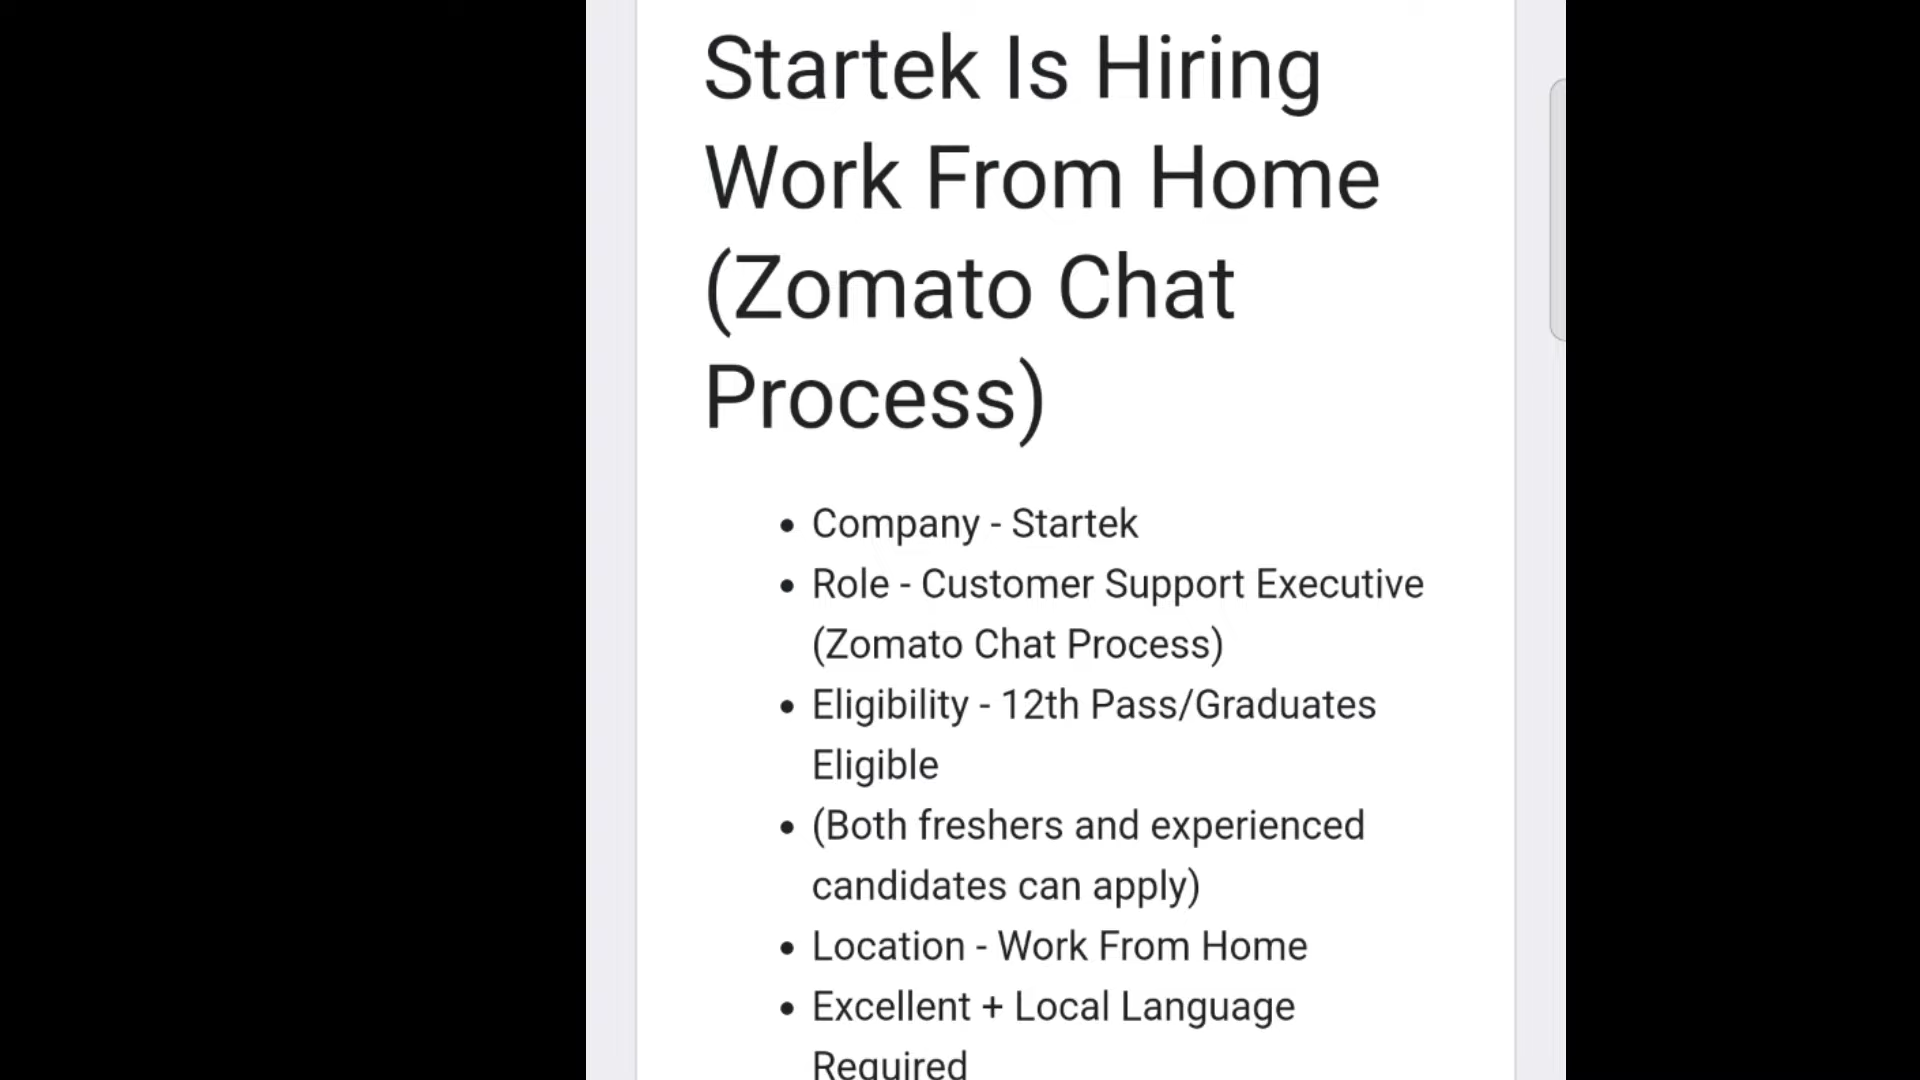 Startek Is Hiring
Work From Home
(Zomato Chat
Process)
• Company - Startek
• Role - Customer Support Executive
(Zomato Chat Process)
• Eligibility - 12th Pass/Graduates
Eligible
• (Both freshers and experienced
candidates can apply)
• Location - Work From Home
• Excellent + Local Language
Required